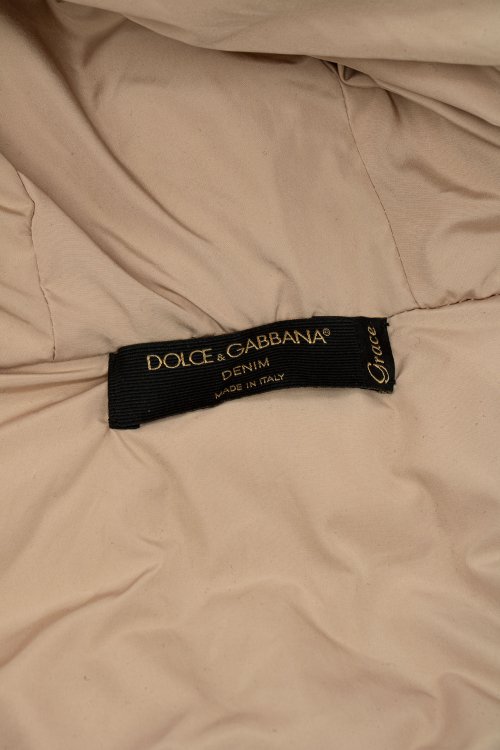 DOLCE & GABBANA®
DENIM
MADE IN ITALY
Grace